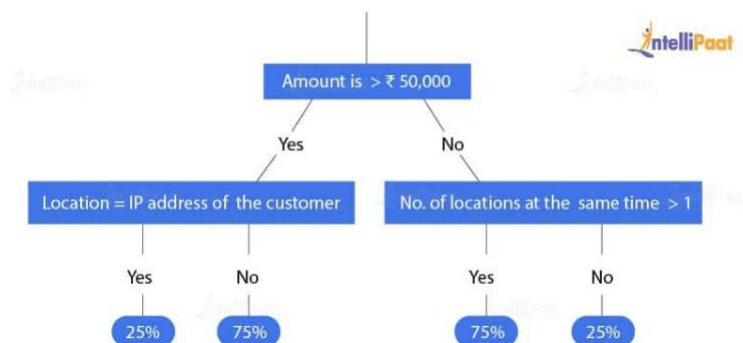 intelliPaat
Amount is > ₹ 50,000
Yes
No
Location = IP address of the customer
No. of locations at the same time > 1
Yes
No
Yes
No
25%
75%
75%
25%